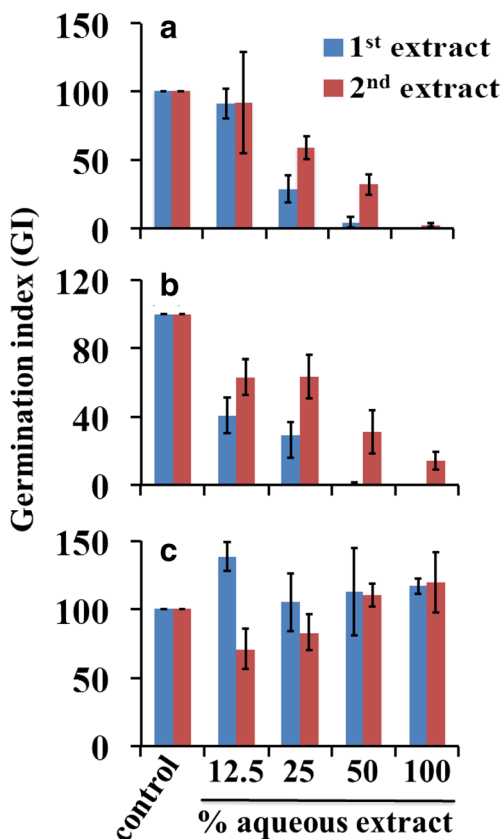 Germination index (GI)
a
150
100
50
0
1st extract
2nd extract
b
120
80
40
0
c
150
100
50
0
control 12.5 25 50 100
% aqueous extract